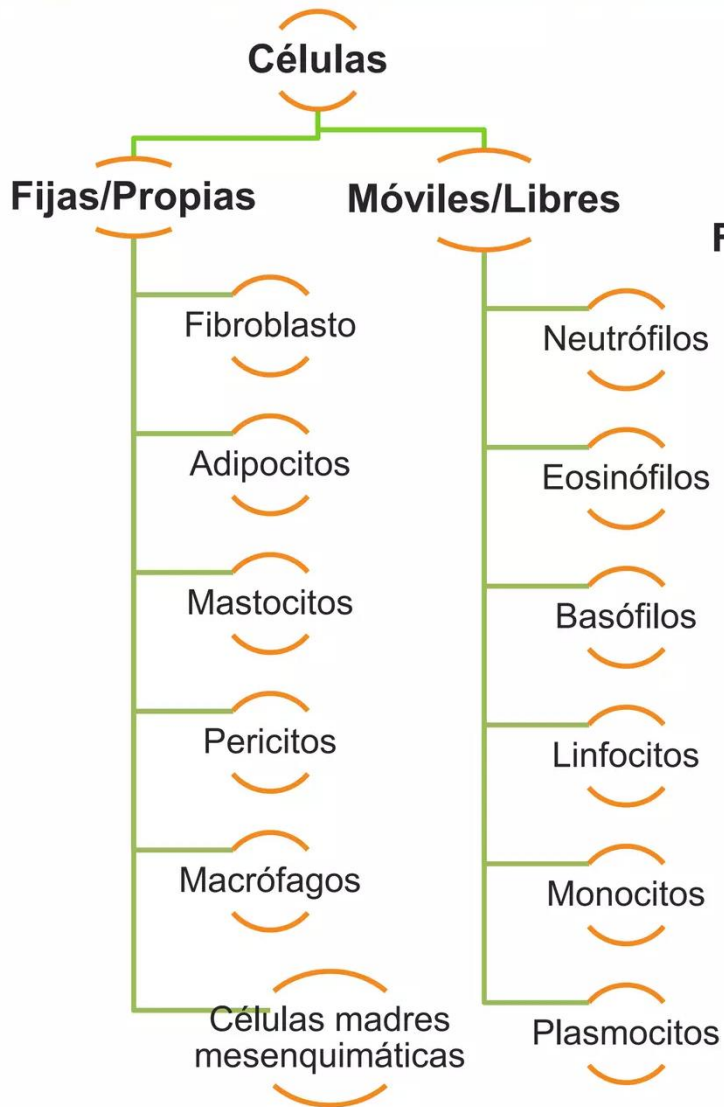 Células
Fijas/Propias
Móviles/Libres
Fibroblasto
Adipocitos
Mastocitos
Pericitos
Macrófagos
Células madres
mesenquimáticas
Neutrófilos
Eosinófilos
Basófilos
Linfocitos
Monocitos
Plasmocitos